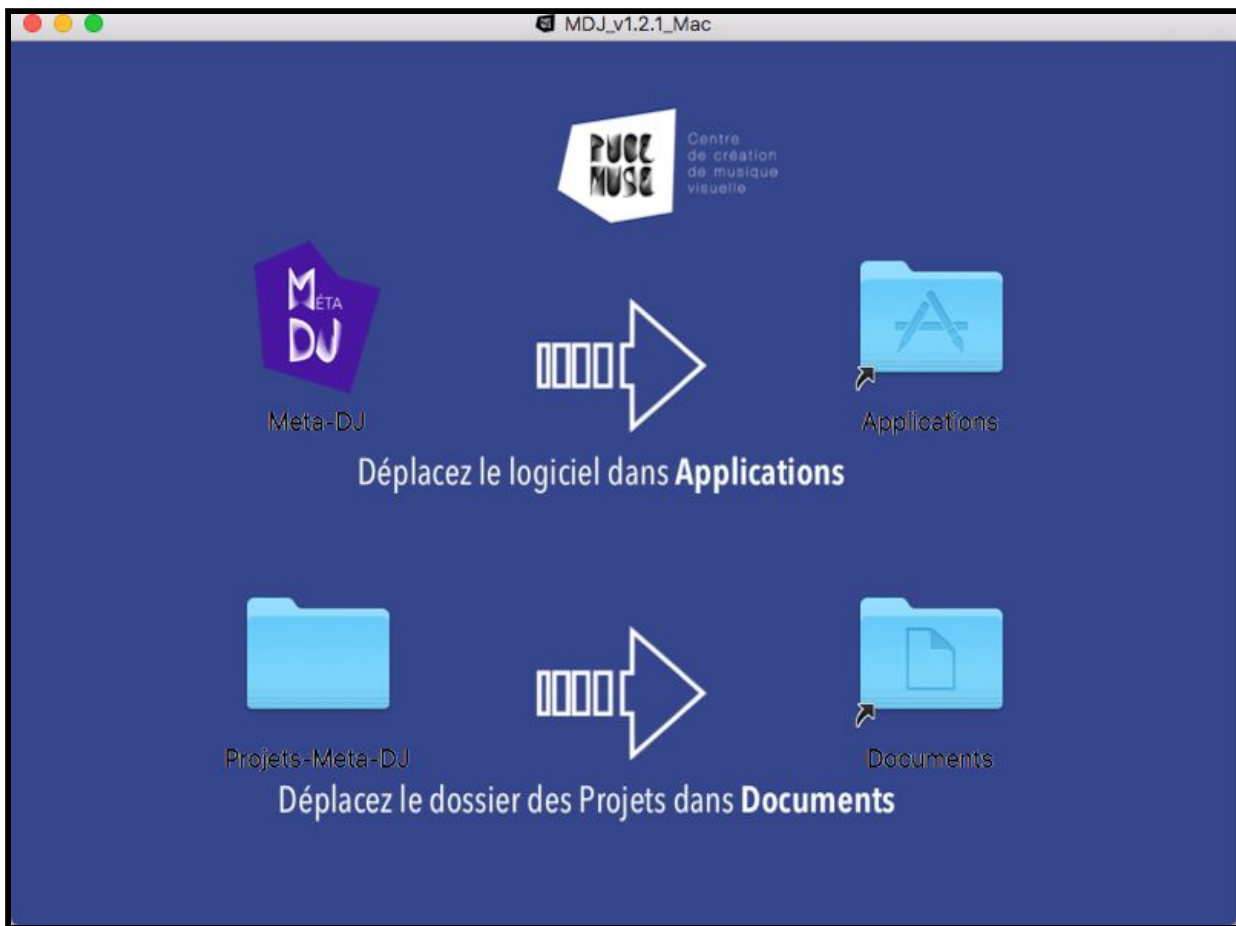 MDJ_v1.2.1_Mac
PUCE
MUSE
Centre
de création
de musique
visuelle
MÉTA
DJ
Meta-DJ
Applications
Déplacez le logiciel dans Applications
Projets-Meta-DJ
Documents
Déplacez le dossier des Projets dans Documents